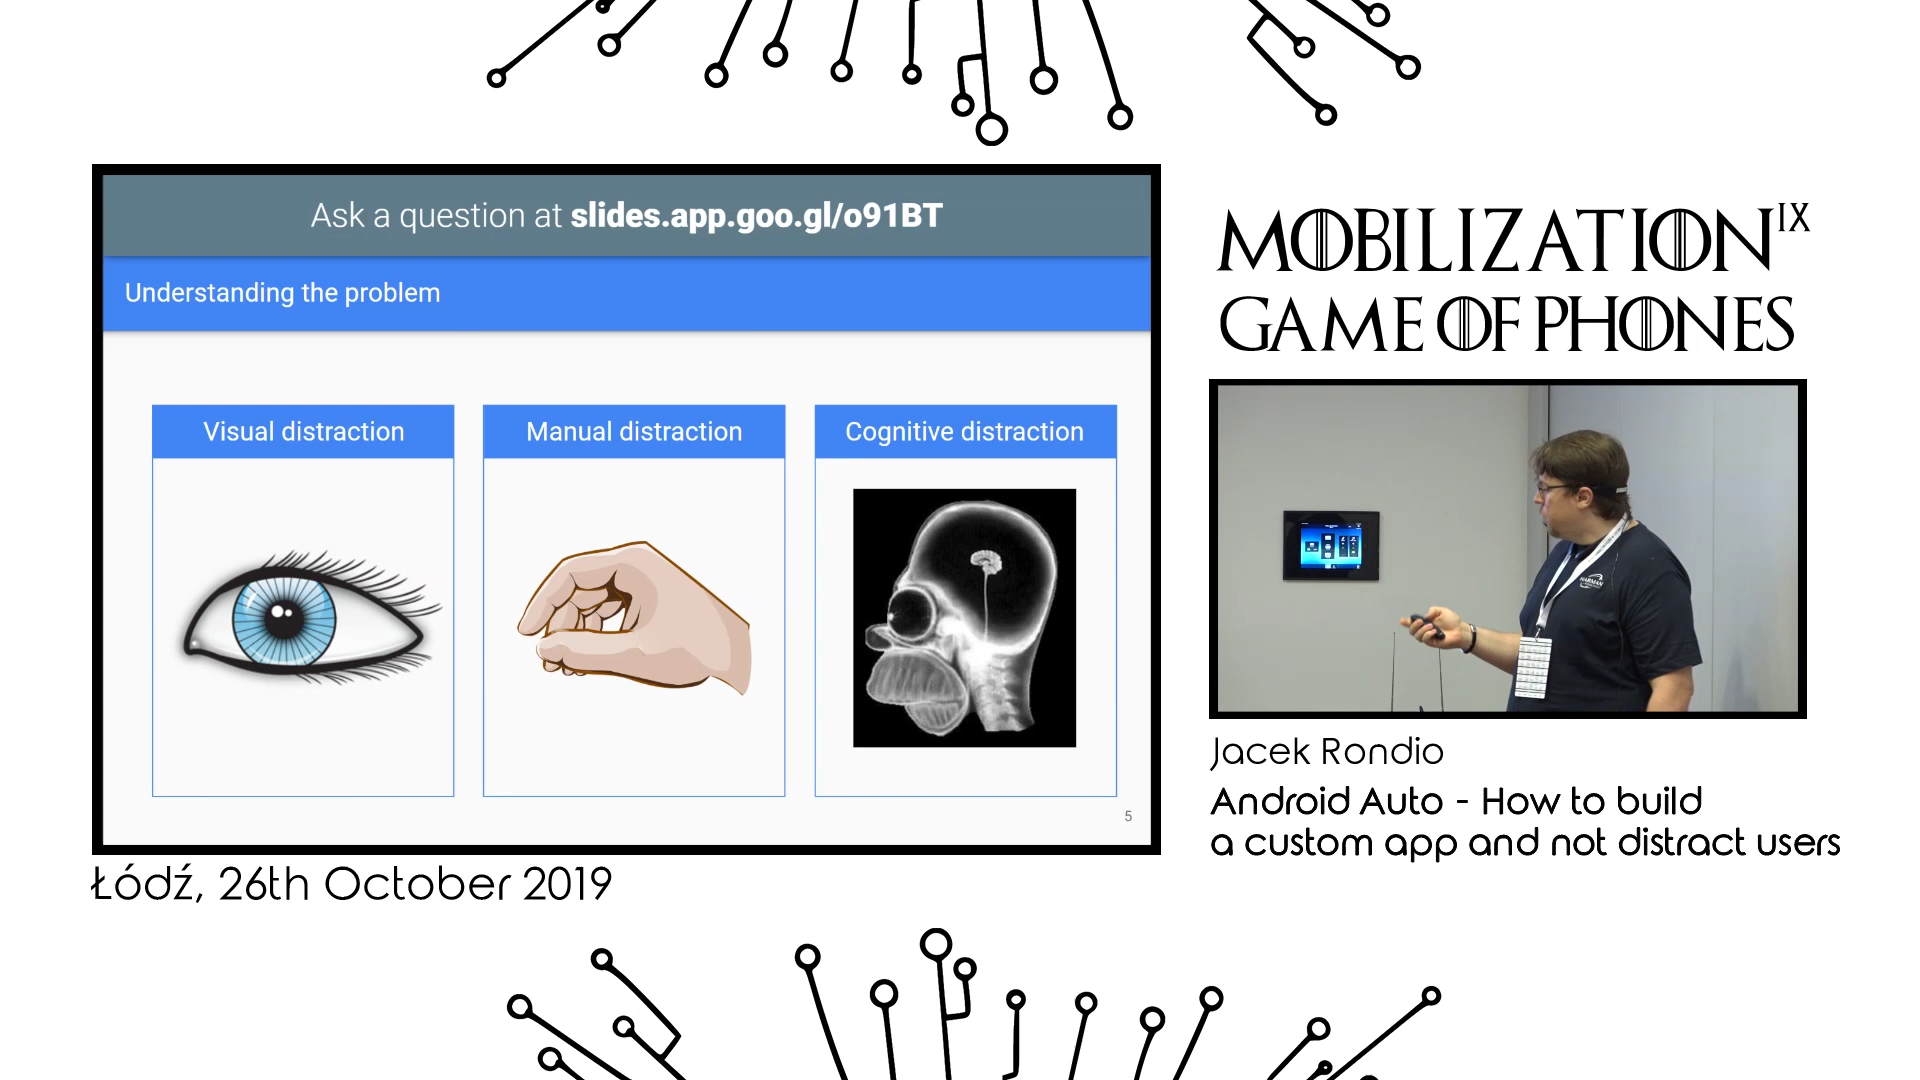 Ask a question at slides.app.goo.gl/o91BT
Understanding the problem
Visual distraction
Manual distraction
Cognitive distraction
5
Łódź, 26th October 2019
MOBILIZATION IX
GAME OF PHONES
HARMAN
Jacek Rondio
Android Auto - How to build
a custom app and not distract users